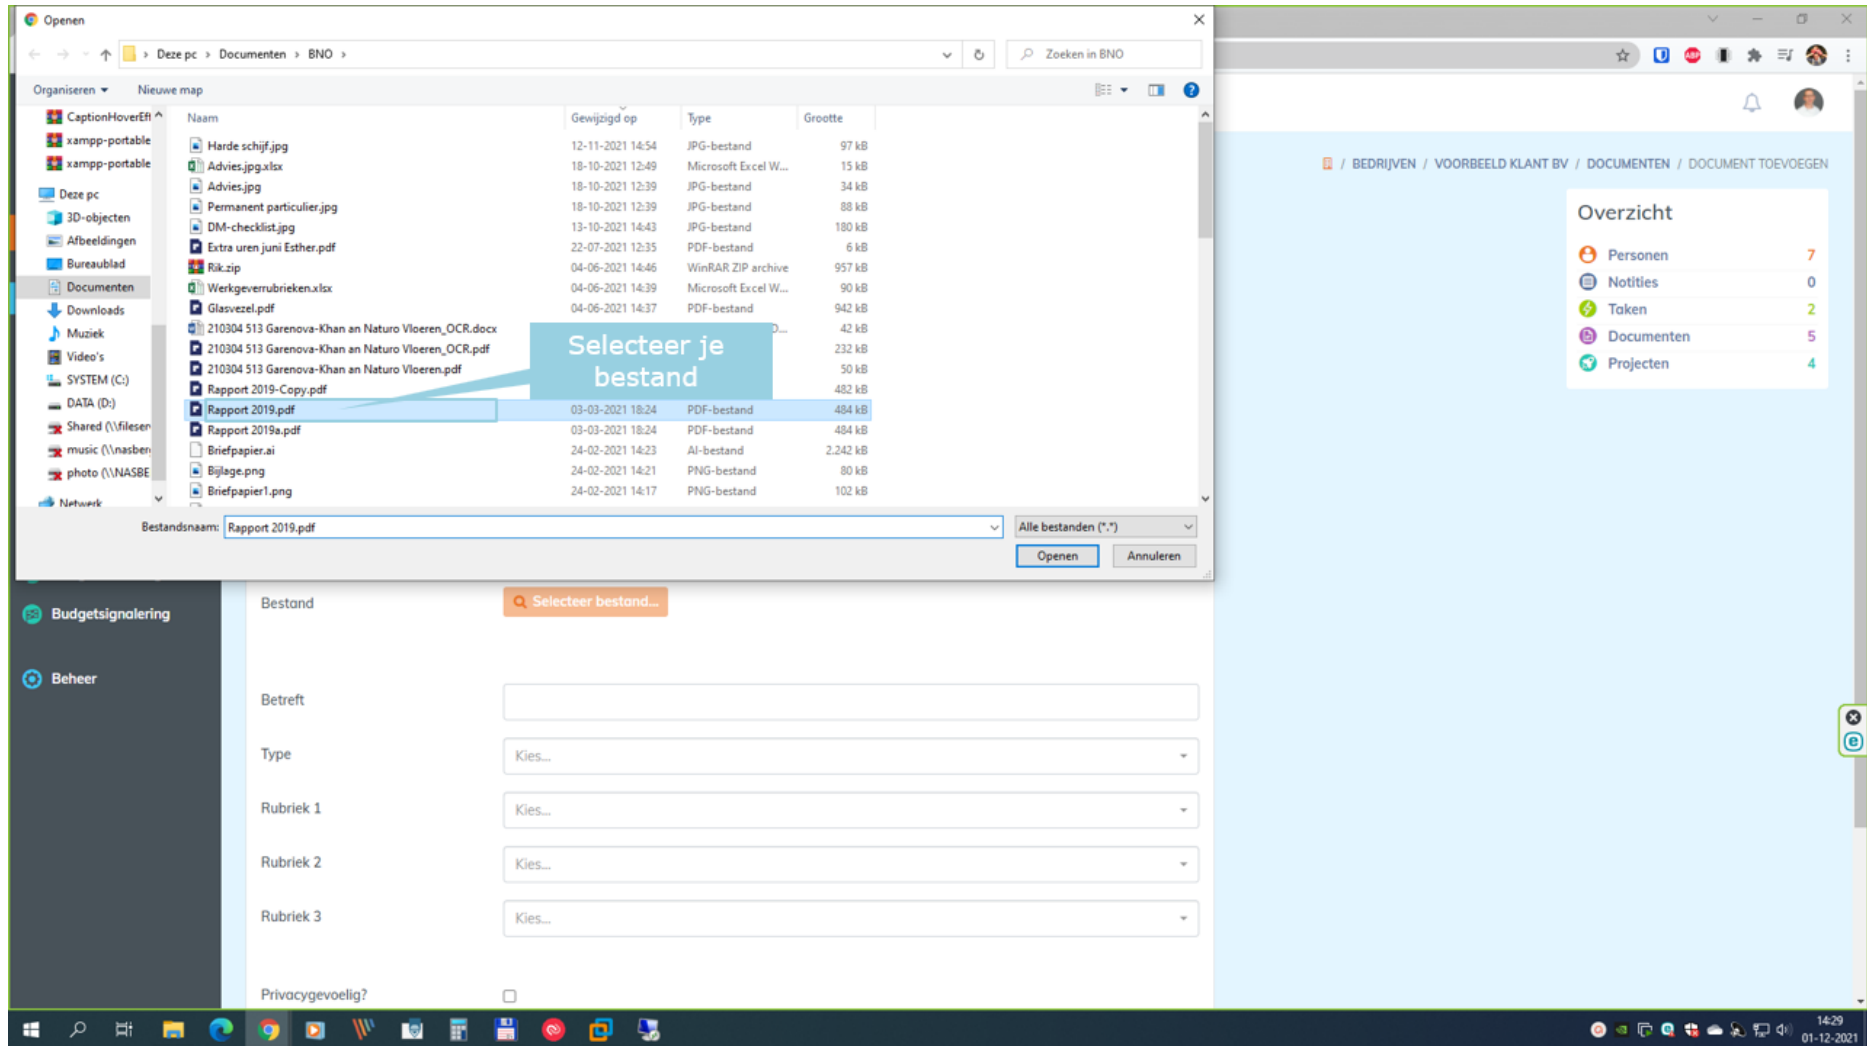 Openen
Deze pc > Documenten > BNO >
Zoeken in BNO
Organiseren
Nieuwe map
CaptionHoverEff
xampp-portable
xampp-portable
Deze pc
3D-objecten
Afbeeldingen
Bureaublad
Documenten
Downloads
Muziek
Video's
SYSTEM (C:)
DATA (D:)
Shared (\\fileser
music (\\nasber
photo (\\NASBE
Netwerk
Naam Gewijzigd op Type Grootte
Harde schijf.jpg 12-11-2021 14:54 JPG-bestand 97 kB
Advies.jpg.xlsx 18-10-2021 12:49 Microsoft Excel W... 15 kB
Advies.jpg 18-10-2021 12:39 JPG-bestand 34 kB
Permanent particulier.jpg 18-10-2021 12:39 JPG-bestand 88 kB
DM-checklist.jpg 13-10-2021 14:43 JPG-bestand 180 kB
Extra uren juni Esther.pdf 22-07-2021 12:35 PDF-bestand 6 kB
Rik.zip 04-06-2021 14:46 WinRAR ZIP archive 957 kB
Werkgeverrubrieken.xlsx 04-06-2021 14:39 Microsoft Excel W... 90 kB
Glasvezel.pdf 04-06-2021 14:37 PDF-bestand 942 kB
210304 513 Garenova-Khan an Naturo Vloeren_OCR.docx D... 42 kB
210304 513 Garenova-Khan an Naturo Vloeren_OCR.pdf 232 kB
210304 513 Garenova-Khan an Naturo Vloeren.pdf 50 kB
Rapport 2019-Copy.pdf 482 kB
Rapport 2019.pdf 03-03-2021 18:24 PDF-bestand 484 kB
Rapport 2019a.pdf 03-03-2021 18:24 PDF-bestand 484 kB
Briefpapier.ai 24-02-2021 14:23 AI-bestand 2.242 kB
Bijlage.png 24-02-2021 14:21 PNG-bestand 80 kB
Briefpapier1.png 24-02-2021 14:17 PNG-bestand 102 kB
Selecteer je
bestand
Bestandsnaam: Rapport 2019.pdf
Alle bestanden (*.*)
Openen
Annuleren
ABP
/ BEDRIJVEN / VOORBEELD KLANT BV / DOCUMENTEN / DOCUMENT TOEVOEGEN
Overzicht
Personen 7
Notities 0
Taken 2
Documenten 5
Projecten 4
Budgetsignalering
Beheer
Bestand Selecteer bestand...
Betreft
Type Kies...
Rubriek 1 Kies...
Rubriek 2 Kies...
Rubriek 3 Kies...
Privacygevoelig?
14:29
01-12-2021